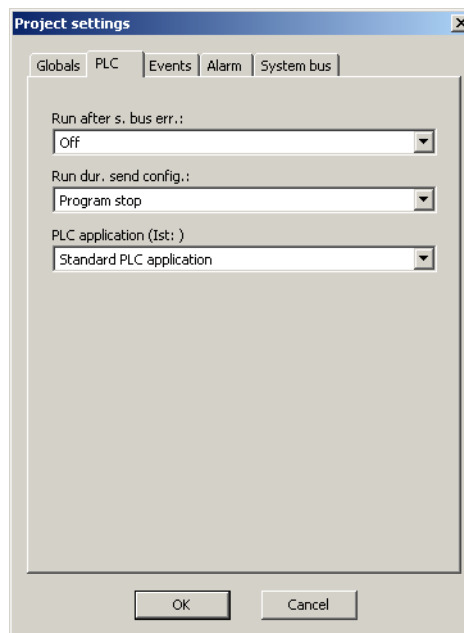 Project settings
Globals PLC Events Alarm System bus
Run after s. bus err.:
Off
Run dur. send config.:
Program stop
PLC application (Ist: )
Standard PLC application
OK Cancel